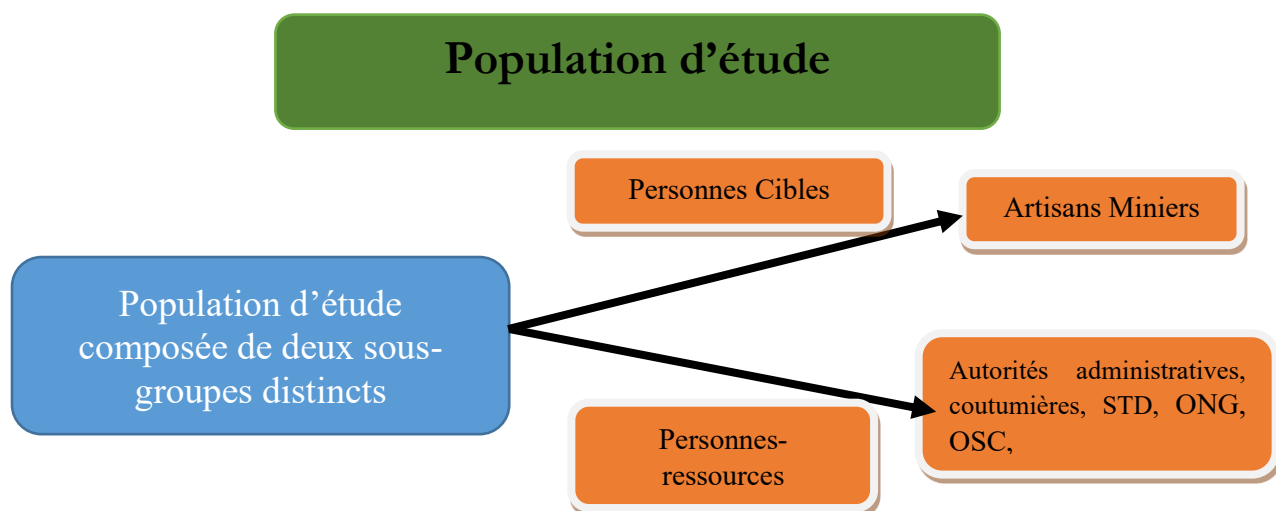 Population d’étude
Personnes Cibles
Artisans Miniers
Population d’étude
composée de deux sous-
groupes distincts
Autorités administratives,
coutumières, STD, ONG,
OSC,
Personnes-
ressources